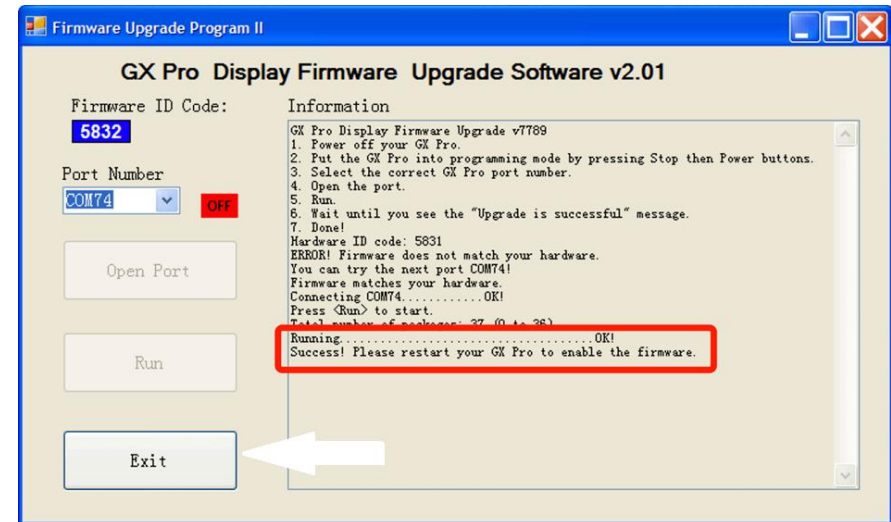 Firmware Upgrade Program II
GX Pro Display Firmware Upgrade Software v2.01
Firmware ID Code:
5832
Port Number
COM74
OFF
Open Port
Run
Exit
Information
GX Pro Display Firmware Upgrade v7789
1. Power off your GX Pro.
2. Put the GX Pro into programming mode by pressing Stop then Power buttons.
3. Select the correct GX Pro port number.
4. Open the port.
5. Run.
6. Wait until you see the "Upgrade is successful" message.
7. Done!
Hardware ID code: 5831
ERROR! Firmware does not match your hardware.
You can try the next port COM74!
Firmware matches your hardware.
Connecting COM74............OK!
Press <Run> to start.
Total number of packages: 37 (0 to 36)
Running.....................................OK!
Success! Please restart your GX Pro to enable the firmware.